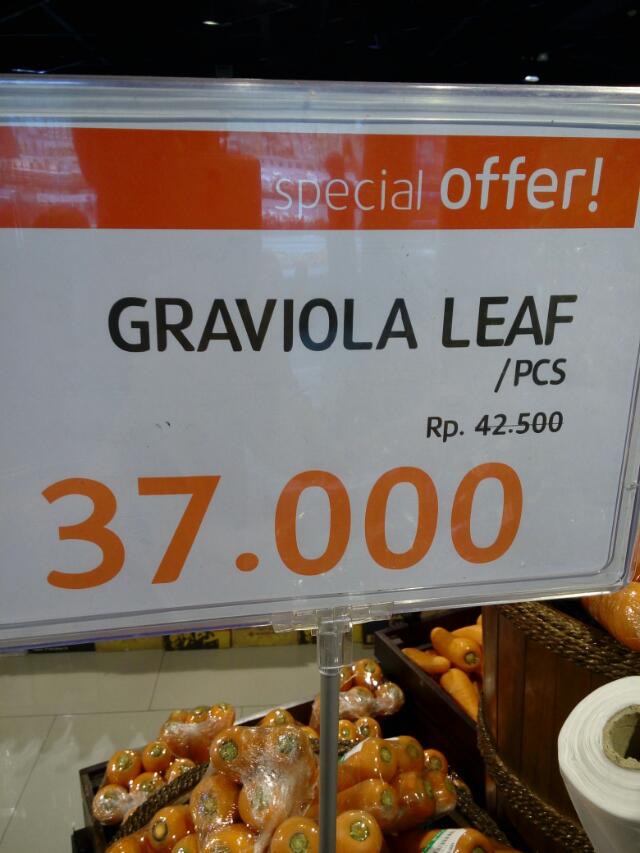 special offer!
GRAVIOLA LEAF
/PCS
Rp. 42.500
37.000